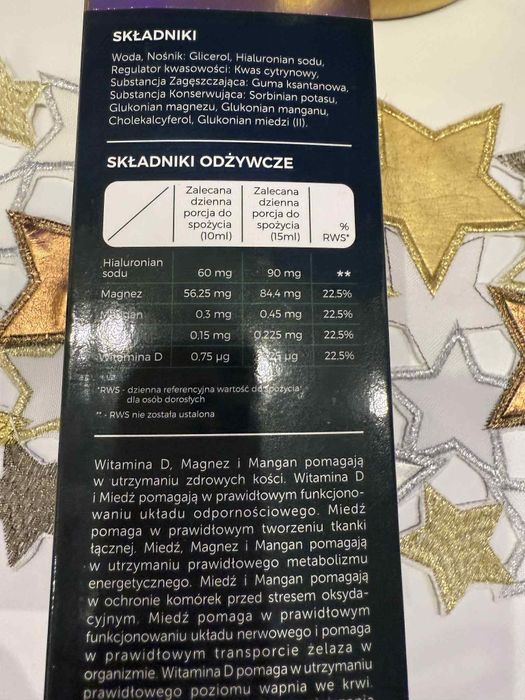 SKŁADNIKI
Woda, Nośnik: Glicerol, Hialuronian sodu,
Regulator kwasowości: Kwas cytrynowy,
Substancja Zagęszczająca: Guma ksantanowa,
Substancja Konserwująca: Sorbinian potasu,
Glukonian magnezu, Glukonian manganu,
Cholekalcyferol, Glukonian miedzi (II).
SKŁADNIKI ODŻYWCZE
Zalecana dzienna porcja do spożycia (10ml) Zalecana dzienna porcja do spożycia (15ml) % RWS*
Hialuronian sodu 60 mg 90 mg **
Magnez 56,25 mg 84,4 mg 22,5%
Mangan 0,3 mg 0,45 mg 22,5%
0,15 mg 0,225 mg 22,5%
Witamina D 0,75 µg µg 22,5%
*RWS - dzienna referencyjna wartość do spożycia
dla osób dorosłych
** - RWS nie została ustalona
Witamina D, Magnez i Mangan pomagają
w utrzymaniu zdrowych kości. Witamina D
i Miedź pomagają w prawidłowym funkcjono-
waniu układu odpornościowego. Miedź
pomaga w prawidłowym tworzeniu tkanki
łącznej. Miedź, Magnez i Mangan pomagają
w utrzymaniu prawidłowego metabolizmu
energetycznego. Miedź i Mangan pomagają
w ochronie komórek przed stresem oksyda-
cyjnym. Miedź pomaga w prawidłowym
funkcjonowaniu układu nerwowego i pomaga
w prawidłowym transporcie żelaza w
organizmie. Witamina D pomaga w utrzymaniu
prawidłowego poziomu wapnia we krwi.